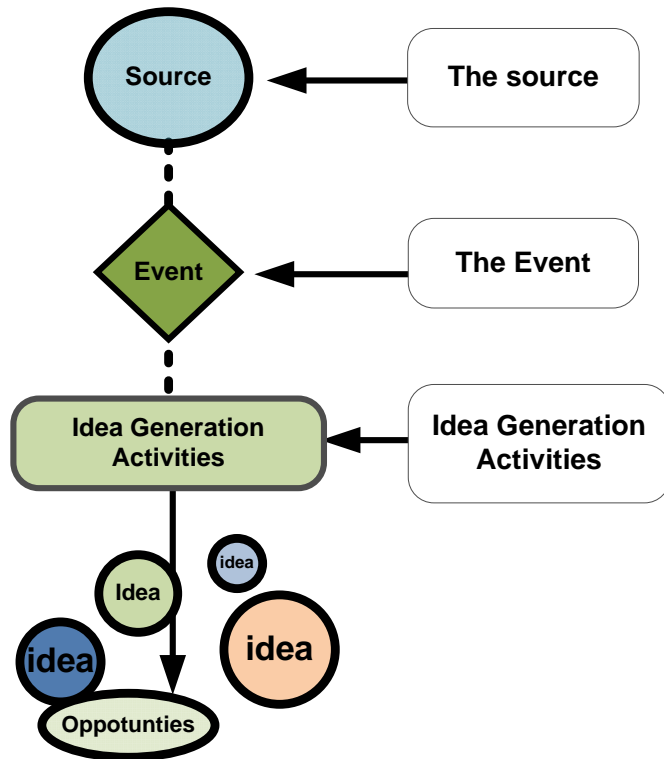 Source
The source
Event
The Event
Idea Generation
Activities
Idea Generation
Activities
idea
Idea
idea
idea
Oppotunties